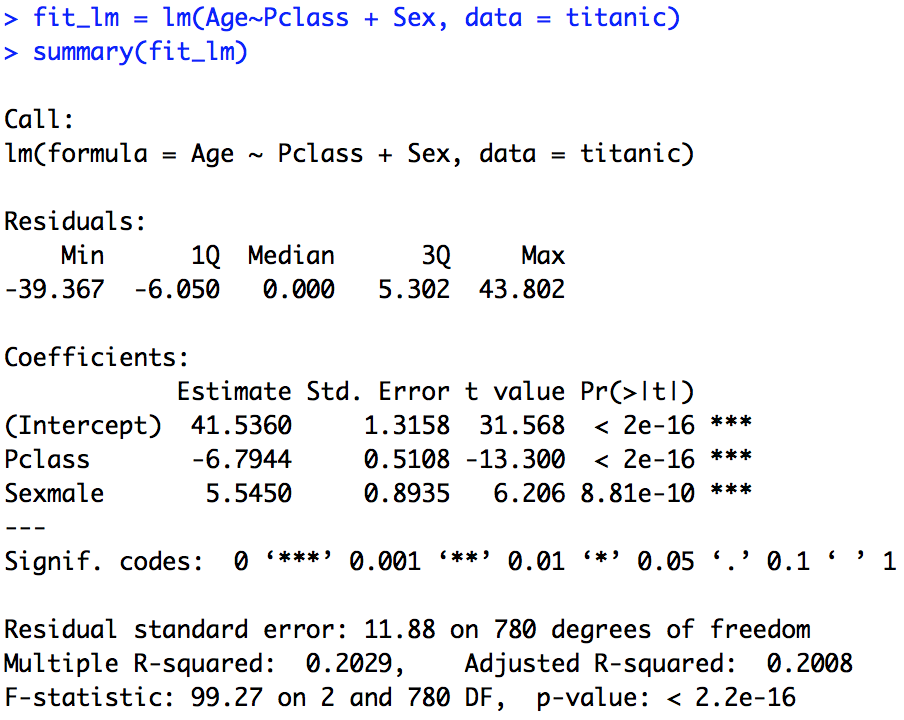 > fit_lm = lm(Age~Pclass + Sex, data = titanic)
> summary(fit_lm)
Call:
lm(formula = Age ~ Pclass + Sex, data = titanic)
Residuals:
    Min      1Q  Median      3Q     Max
-39.367  -6.050   0.000   5.302  43.802
Coefficients:
            Estimate Std. Error t value Pr(>|t|)
(Intercept)  41.5360     1.3158  31.568  < 2e-16 ***
Pclass       -6.7944     0.5108 -13.300  < 2e-16 ***
Sexmale       5.5450     0.8935   6.206 8.81e-10 ***
---
Signif. codes:  0 ‘***’ 0.001 ‘**’ 0.01 ‘*’ 0.05 ‘.’ 0.1 ‘ ’ 1
Residual standard error: 11.88 on 780 degrees of freedom
Multiple R-squared:  0.2029,    Adjusted R-squared:  0.2008
F-statistic: 99.27 on 2 and 780 DF,  p-value: < 2.2e-16